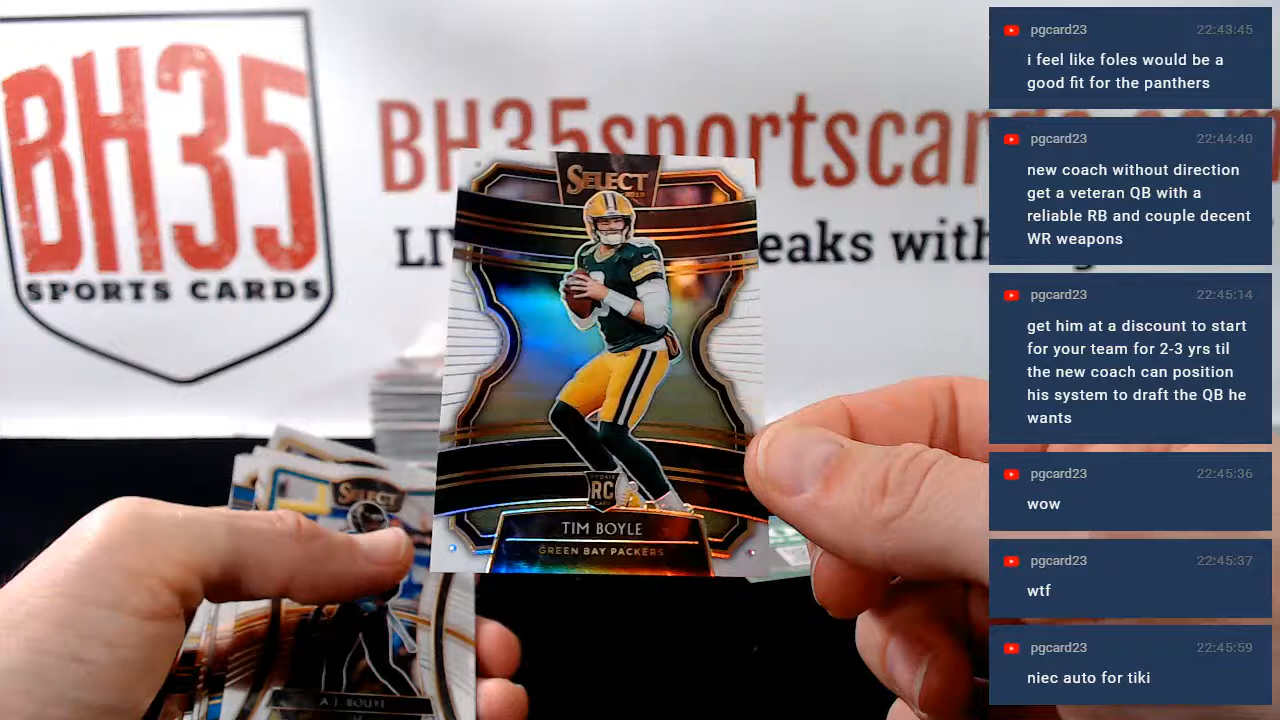 BH35
SPORTS CARDS
BH35sportscards
eaks with
SELECT
RC
TIM BOYLE
GREEN BAY PACKERS
SELECT
pgcard23 22:43:45
i feel like foles would be a
good fit for the panthers
pgcard23 22:44:40
new coach without direction
get a veteran QB with a
reliable RB and couple decent
WR weapons
pgcard23 22:45:14
get him at a discount to start
for your team for 2-3 yrs til
the new coach can position
his system to draft the QB he
wants
pgcard23 22:45:36
wow
pgcard23 22:45:37
wtf
pgcard23 22:45:59
niec auto for tiki